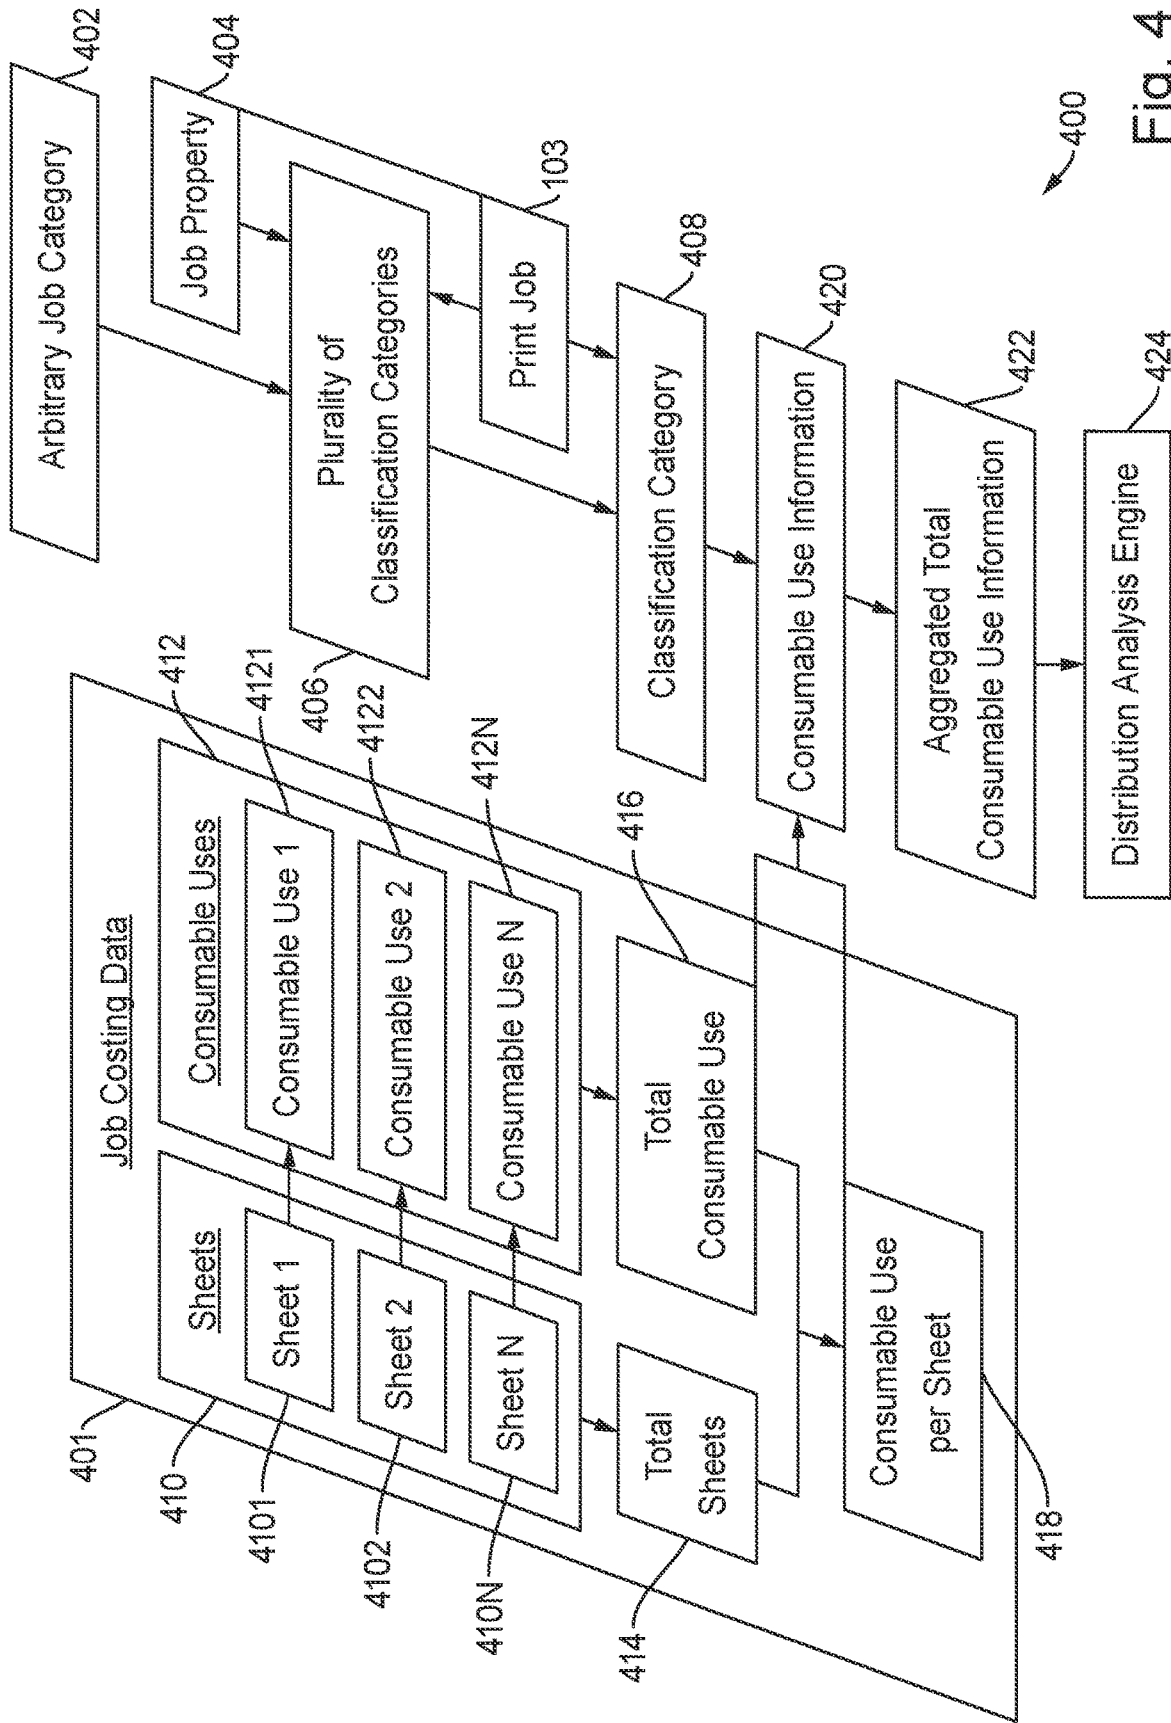 402
Arbitrary Job Category
404
Job Property
Plurality of
Classification Categories
406
Print Job
103
Classification Category
408
Consumable Use Information
420
Aggregated Total
Consumable Use Information
422
Distribution Analysis Engine
424
Job Costing Data
401
Sheets
410
Sheet 1
4101
Sheet 2
4102
Sheet N
410N
Consumable Uses
412
Consumable Use 1
4121
Consumable Use 2
4122
Consumable Use N
412N
Total
Sheets
414
Total
Consumable Use
416
Consumable Use
per Sheet
418
400
Fig. 4